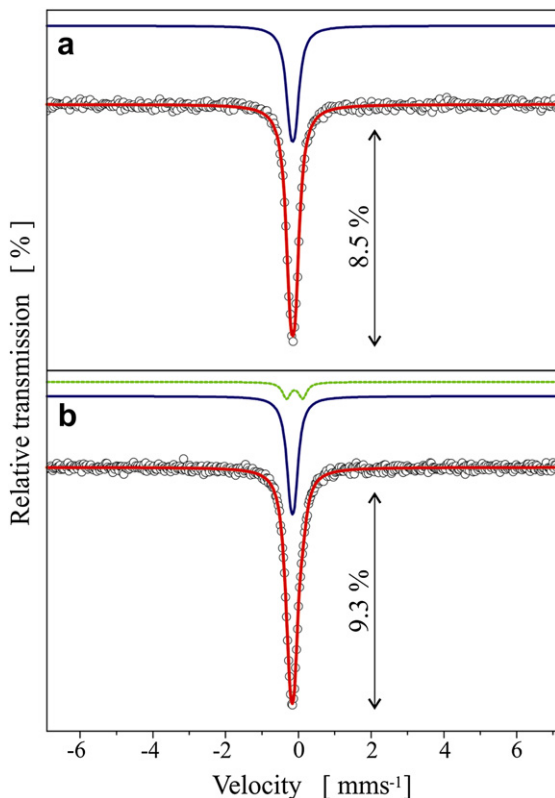 a
8.5 %
b
9.3 %
Relative transmission [ % ]
-6 -4 -2 0 2 4 6
Velocity [ mms-1]